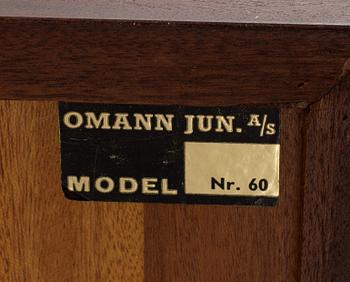 OMANN JUN. A/S
MODEL Nr. 60